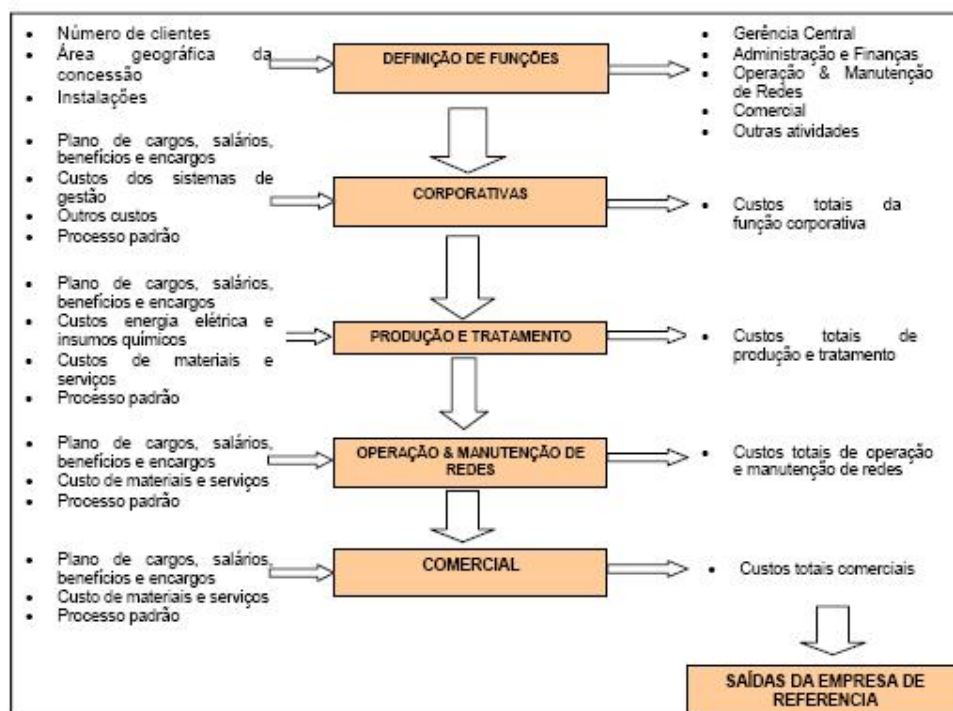 • Número de clientes
• Área geográfica da
concessão
• Instalações
DEFINIÇÃO DE FUNÇÕES
• Gerência Central
• Administração e Finanças
• Operação & Manutenção
de Redes
• Comercial
• Outras atividades
• Plano de cargos, salários,
benefícios e encargos
• Custos dos sistemas de
gestão
• Outros custos
• Processo padrão
CORPORATIVAS
• Custos totais da
função corporativa
• Plano de cargos, salários,
benefícios e encargos
• Custos energia elétrica e
insumos químicos
• Custos de materiais e
serviços
• Processo padrão
PRODUÇÃO E TRATAMENTO
• Custos totais de
produção e tratamento
• Plano de cargos, salários,
benefícios e encargos
• Custo de materiais e serviços
• Processo padrão
OPERAÇÃO & MANUTENÇÃO DE
REDES
• Custos totais de operação
e manutenção de redes
• Plano de cargos, salários,
benefícios e encargos
• Custo de materiais e serviços
• Processo padrão
COMERCIAL
• Custos totais comerciais
SAÍDAS DA EMPRESA DE
REFERENCIA